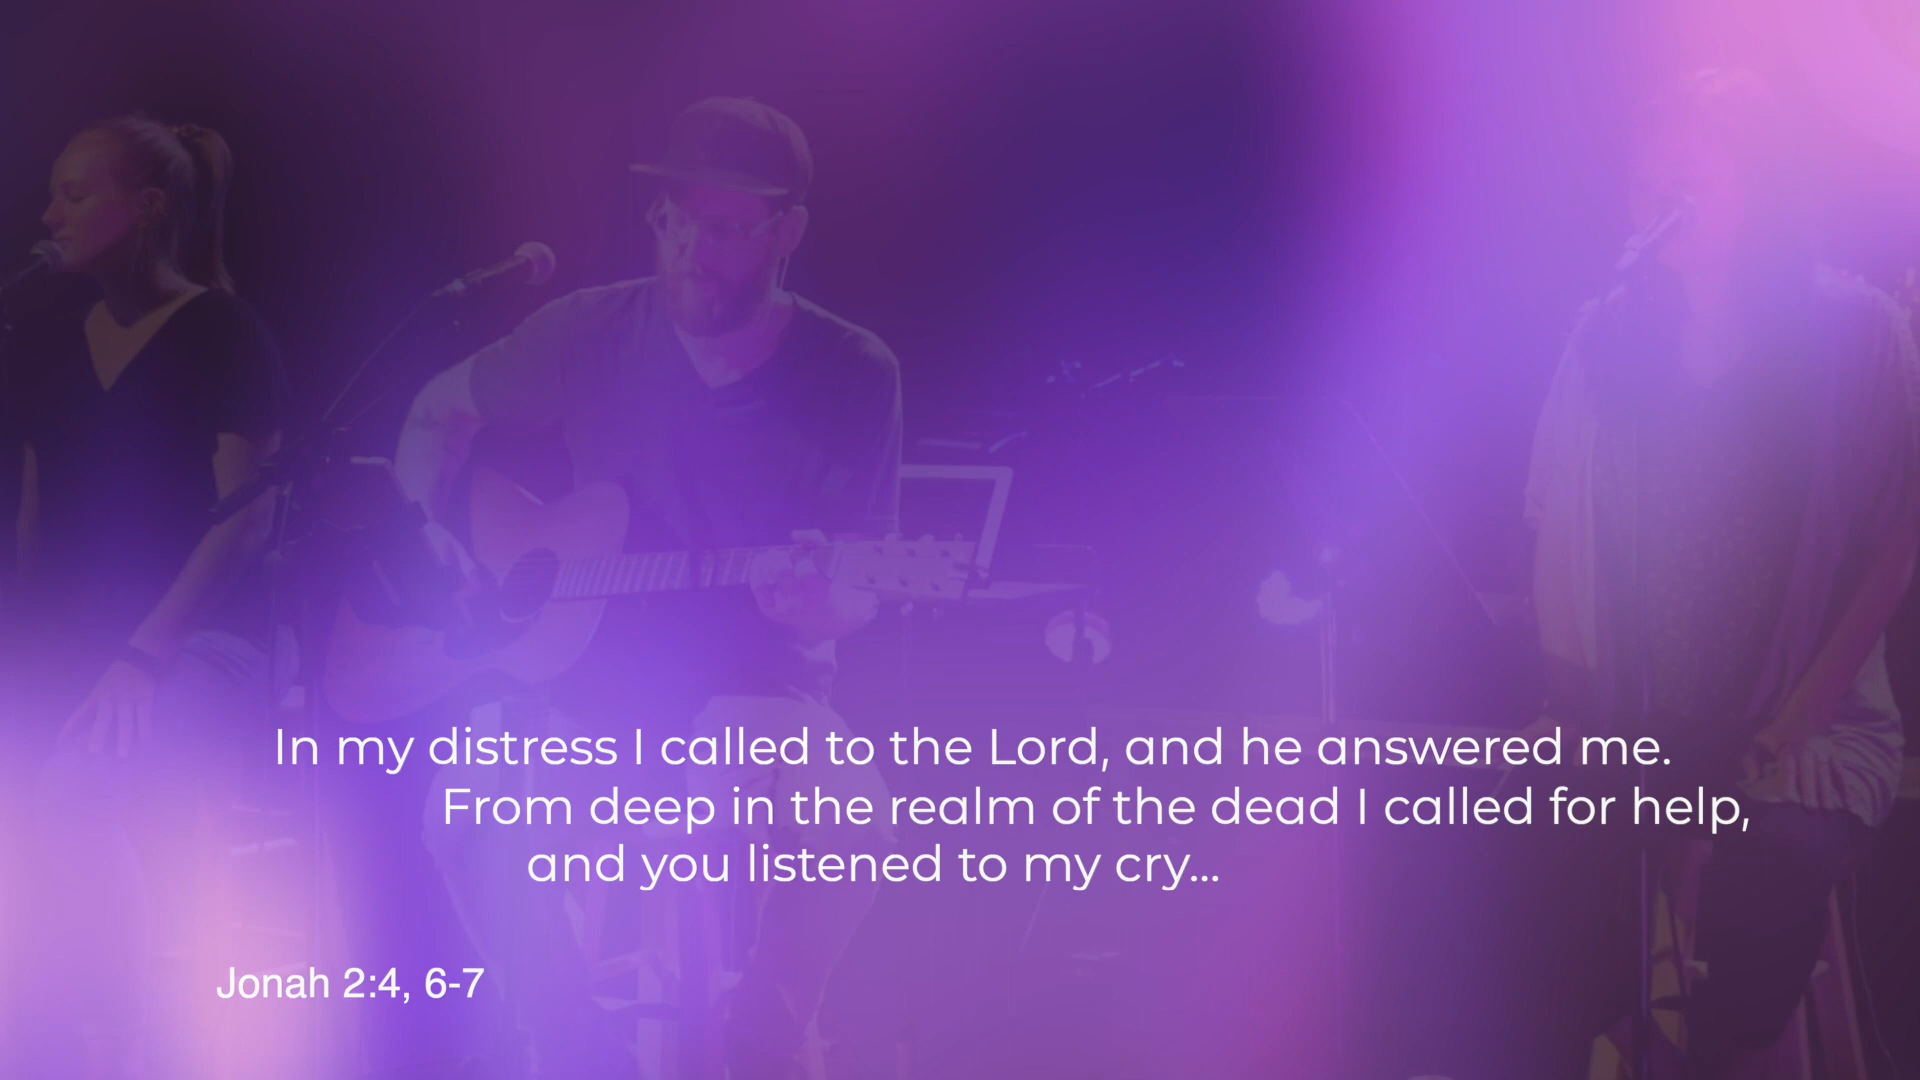 In my distress I called to the Lord, and he answered me.
From deep in the realm of the dead I called for help,
and you listened to my cry...
Jonah 2:4, 6-7